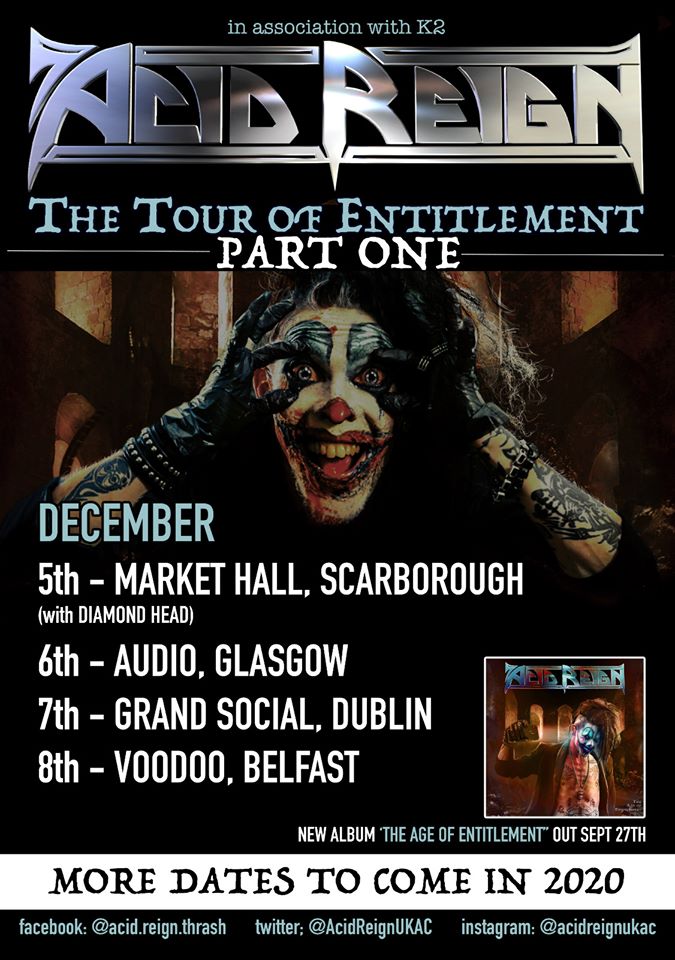 in association with K2
ACID REIGN
THE TOUR OF ENTITLEMENT
PART ONE
DECEMBER
5th - MARKET HALL, SCARBOROUGH
(with DIAMOND HEAD)
6th - AUDIO, GLASGOW
7th - GRAND SOCIAL, DUBLIN
8th - VOODOO, BELFAST
ACID REIGN
NEW ALBUM 'THE AGE OF ENTITLEMENT" OUT SEPT 27TH
MORE DATES TO COME IN 2020
facebook: @acid.reign.thrash twitter; @AcidReignUKAC instagram: @acidreignukac